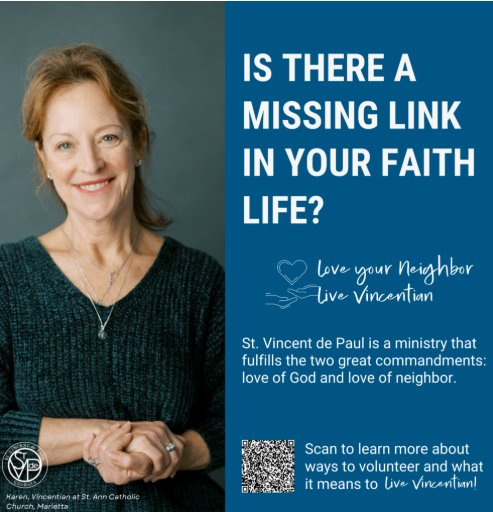 IS THERE A
MISSING LINK
IN YOUR FAITH
LIFE?
Love your Neighbor
Live Vincentian
St. Vincent de Paul is a ministry that
fulfills the two great commandments:
love of God and love of neighbor.
Scan to learn more about
ways to volunteer and what
it means to Live Vincentian!
SVdP
GEORGIA
Karen, Vincentian at St. Ann Catholic
Church, Marietta